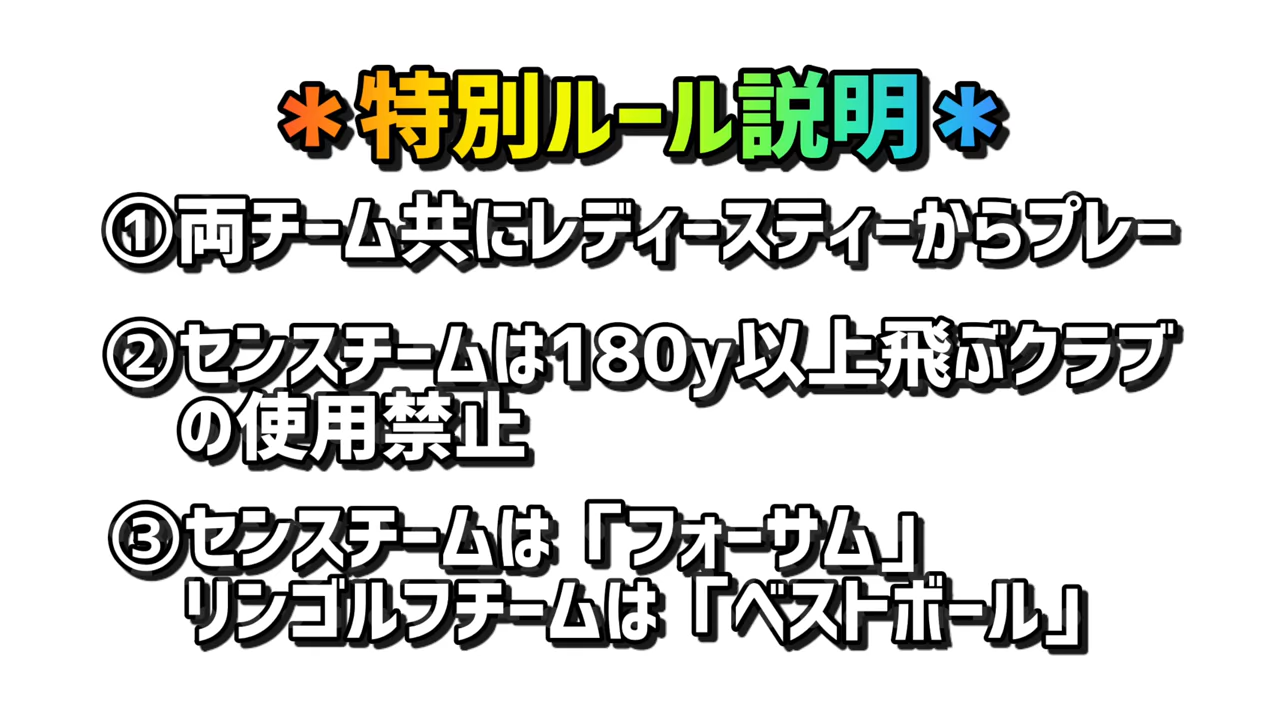 ＊特別ルール説明＊
①両チーム共にレディースティーからプレー
②センスチームは180y以上飛ぶクラブ
の使用禁止
③センスチームは「フォーサム」
リンゴルフチームは「ベストボール」